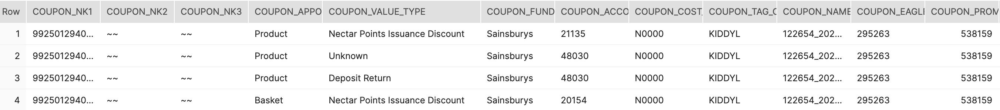 Row COUPON_NK1 COUPON_NK2 COUPON_NK3 COUPON_APPO COUPON_VALUE_TYPE COUPON_FUND COUPON_ACCO COUPON_COST_ COUPON_TAG_C COUPON_NAME COUPON_EAGLE COUPON_PROM
1 9925012940... ~~ ~~ Product Nectar Points Issuance Discount Sainsburys 21135 N0000 KIDDYL 122654_202... 295263 538159
2 9925012940... ~~ ~~ Product Unknown Sainsburys 48030 N0000 KIDDYL 122654_202... 295263 538159
3 9925012940... ~~ ~~ Product Deposit Return Sainsburys 48030 N0000 KIDDYL 122654_202... 295263 538159
4 9925012940... ~~ ~~ Basket Nectar Points Issuance Discount Sainsburys 20154 N0000 KIDDYL 122654_202... 295263 538159